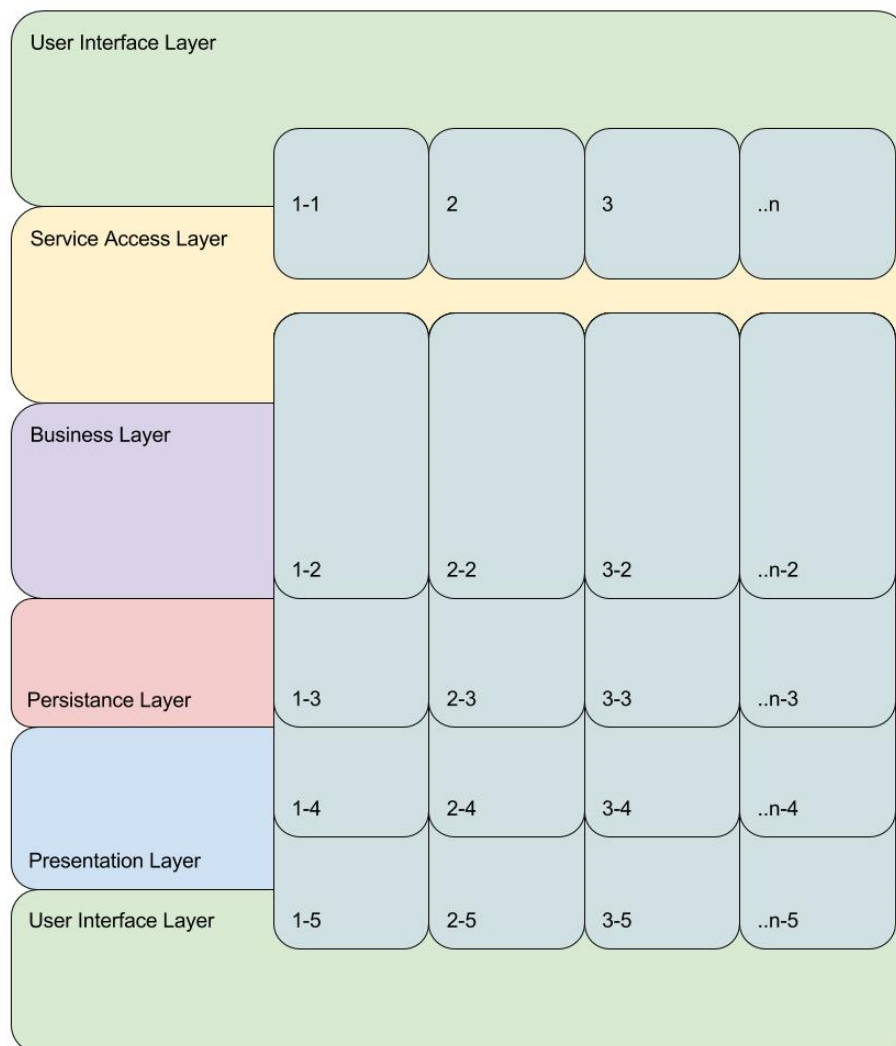 User Interface Layer
1-1 2 3 ..n
Service Access Layer
Business Layer
1-2 2-2 3-2 ..n-2
Persistance Layer
1-3 2-3 3-3 ..n-3
1-4 2-4 3-4 ..n-4
Presentation Layer
User Interface Layer
1-5 2-5 3-5 ..n-5